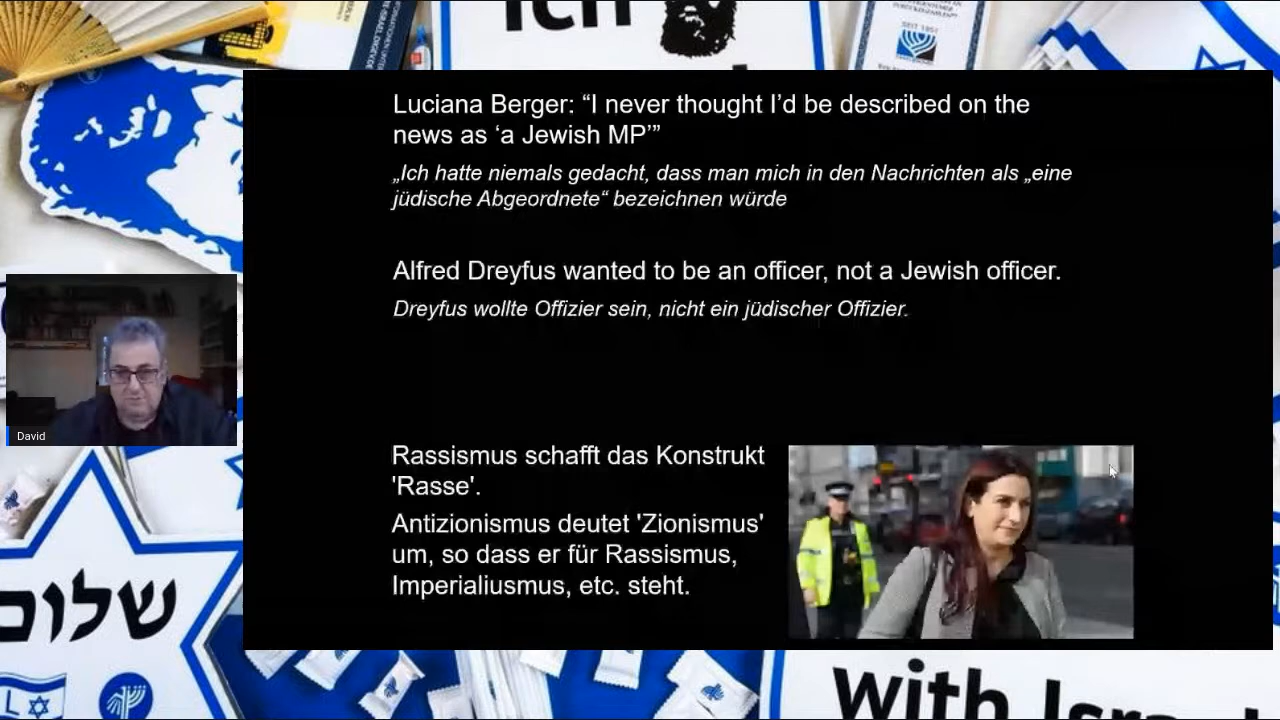 ich
SEIT 1951
Luciana Berger: “I never thought I’d be described on the
news as ‘a Jewish MP’”
„Ich hatte niemals gedacht, dass man mich in den Nachrichten als „eine
jüdische Abgeordnete“ bezeichnen würde
Alfred Dreyfus wanted to be an officer, not a Jewish officer.
Dreyfus wollte Offizier sein, nicht ein jüdischer Offizier.
David
Rassismus schafft das Konstrukt
'Rasse'.
Antizionismus deutet 'Zionismus'
um, so dass er für Rassismus,
Imperialiusmus, etc. steht.
שלום
with Israel